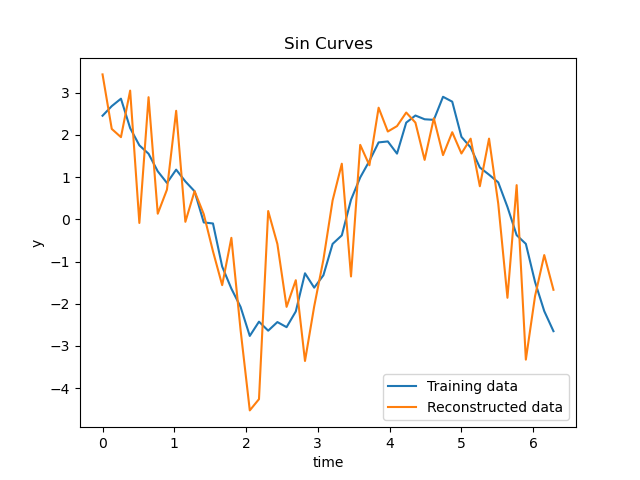 Sin Curves
y
3
2
1
0
−1
−2
−3
−4
0 1 2 3 4 5 6
time
Training data
Reconstructed data